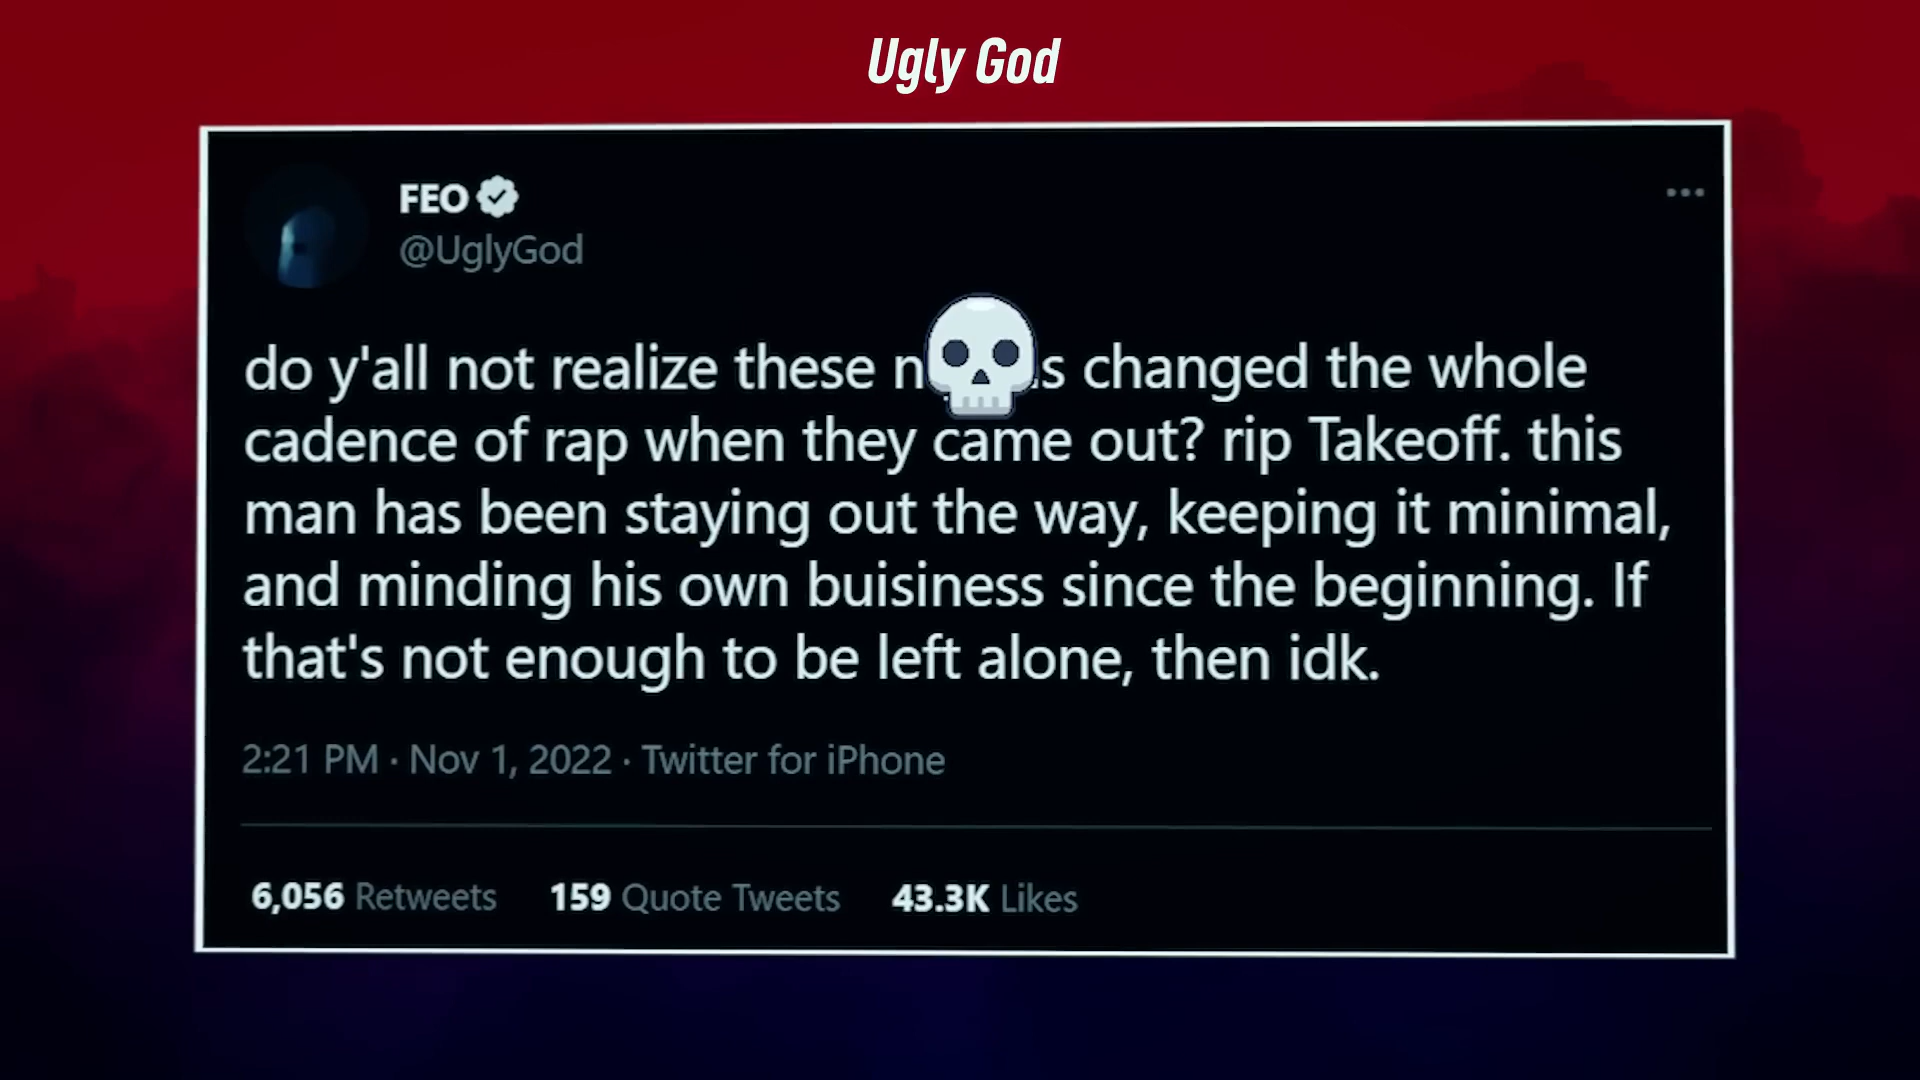 Ugly God
FEO
@UglyGod
do y'all not realize these changed the whole
cadence of rap when they came out? rip Takeoff. this
man has been staying out the way, keeping it minimal,
and minding his own buisiness since the beginning. If
that's not enough to be left alone, then idk.
2:21 PM · Nov 1, 2022 · Twitter for iPhone
6,056 Retweets 159 Quote Tweets 43.3K Likes